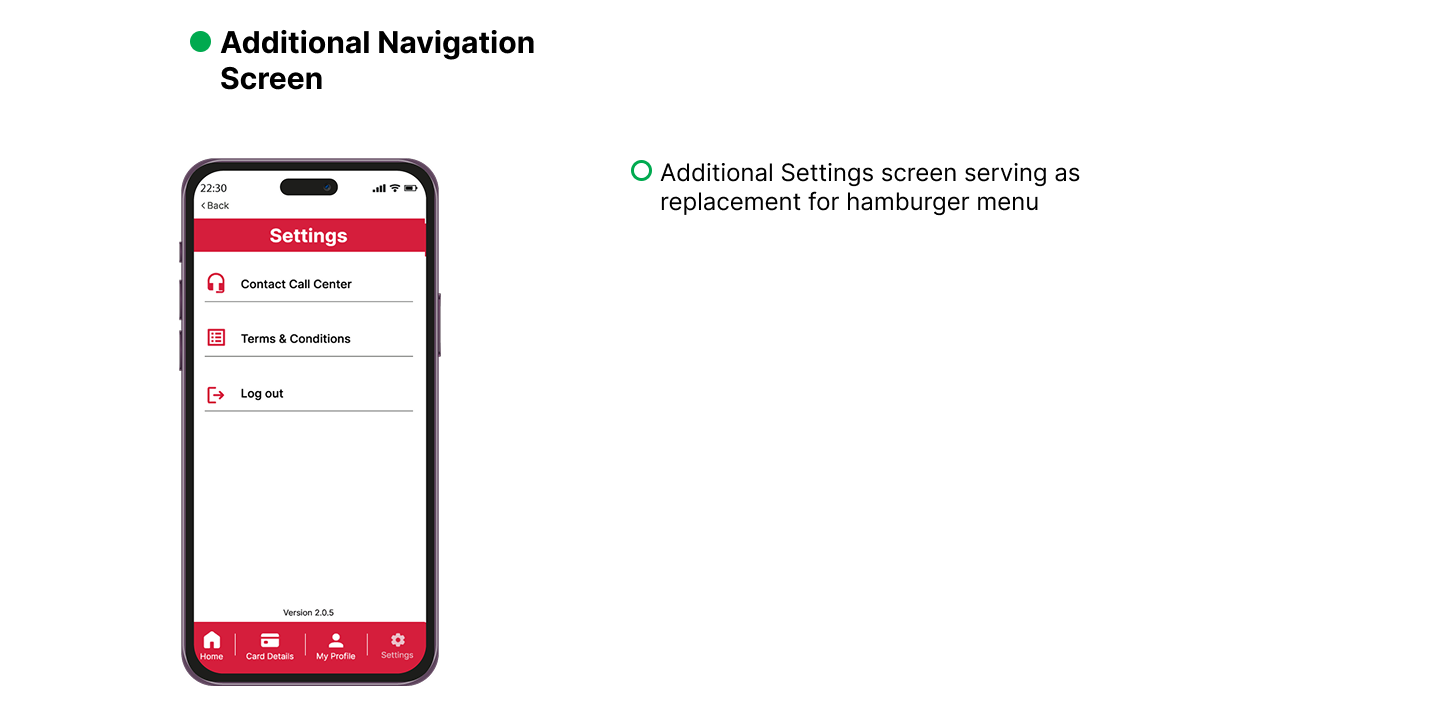 Additional Navigation
Screen
Additional Settings screen serving as
replacement for hamburger menu
22:30
Back
Settings
Contact Call Center
Terms & Conditions
Log out
Version 2.0.5
Home
Card Details
My Profile
Settings